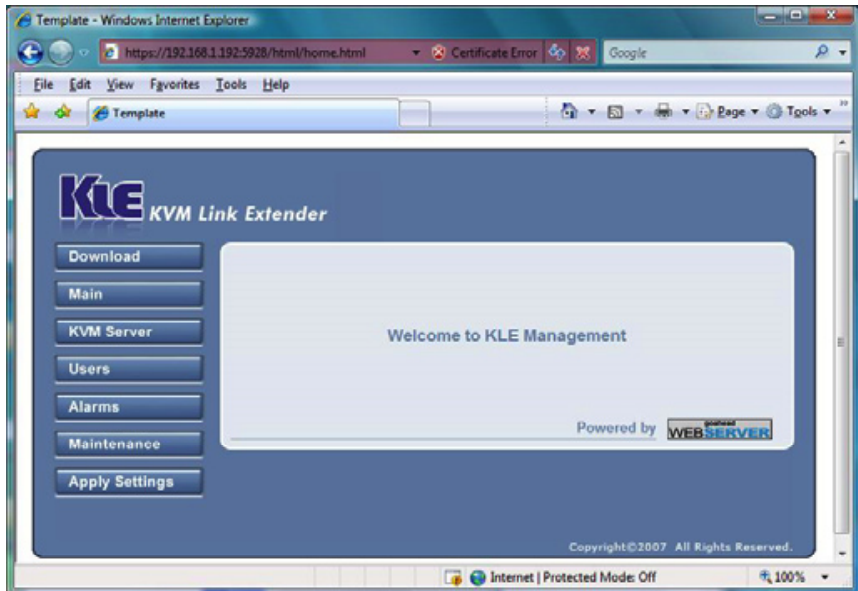 Template - Windows Internet Explorer
https://192.168.1.192:5928/html/home.html Certificate Error Google
File Edit View Favorites Tools Help
Template Page Tools
KLE KVM Link Extender
Download
Main
KVM Server
Users
Alarms
Maintenance
Apply Settings
Welcome to KLE Management
Powered by goahead WEBSERVER
Copyright©2007 All Rights Reserved.
Internet | Protected Mode: Off 100%